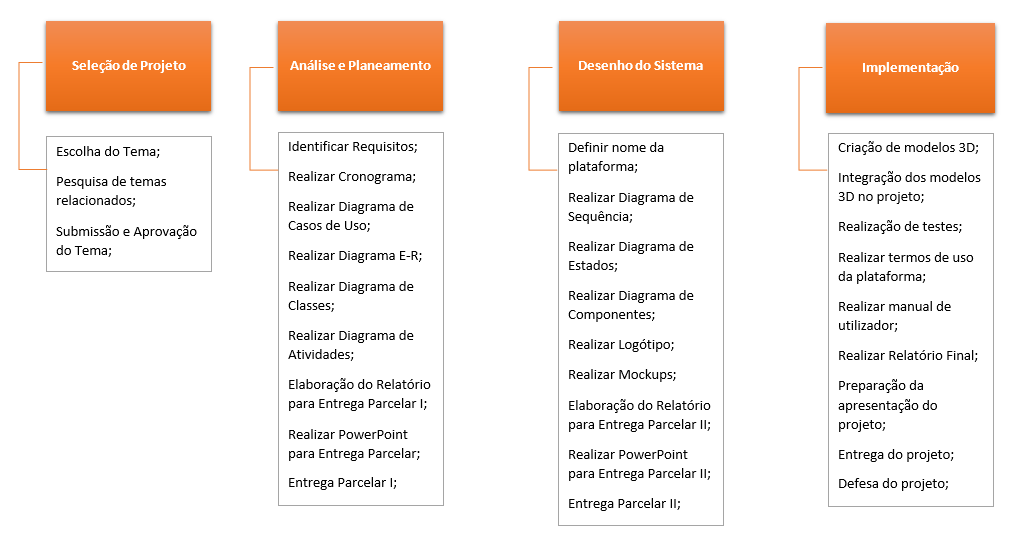 Seleção de Projeto
Escolha do Tema;
Pesquisa de temas
relacionados;
Submissão e Aprovação
do Tema;
Análise e Planeamento
Identificar Requisitos;
Realizar Cronograma;
Realizar Diagrama de
Casos de Uso;
Realizar Diagrama E-R;
Realizar Diagrama de
Classes;
Realizar Diagrama de
Atividades;
Elaboração do Relatório
para Entrega Parcelar I;
Realizar PowerPoint
para Entrega Parcelar;
Entrega Parcelar I;
Desenho do Sistema
Definir nome da
plataforma;
Realizar Diagrama de
Sequência;
Realizar Diagrama de
Estados;
Realizar Diagrama de
Componentes;
Realizar Logótipo;
Realizar Mockups;
Elaboração do Relatório
para Entrega Parcelar II;
Realizar PowerPoint
para Entrega Parcelar II;
Entrega Parcelar II;
Implementação
Criação de modelos 3D;
Integração dos modelos
3D no projeto;
Realização de testes;
Realizar termos de uso
da plataforma;
Realizar manual de
utilizador;
Realizar Relatório Final;
Preparação da
apresentação do
projeto;
Entrega do projeto;
Defesa do projeto;